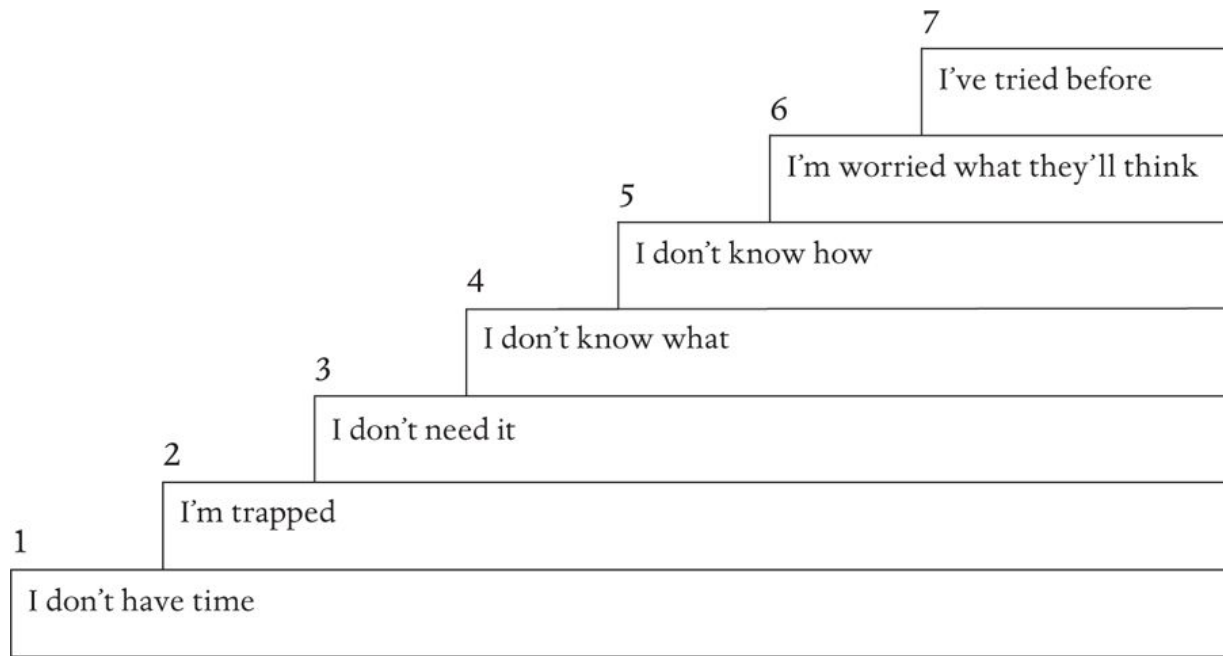 7
I’ve tried before
6
I’m worried what they’ll think
5
I don’t know how
4
I don’t know what
3
I don’t need it
2
I’m trapped
1
I don’t have time